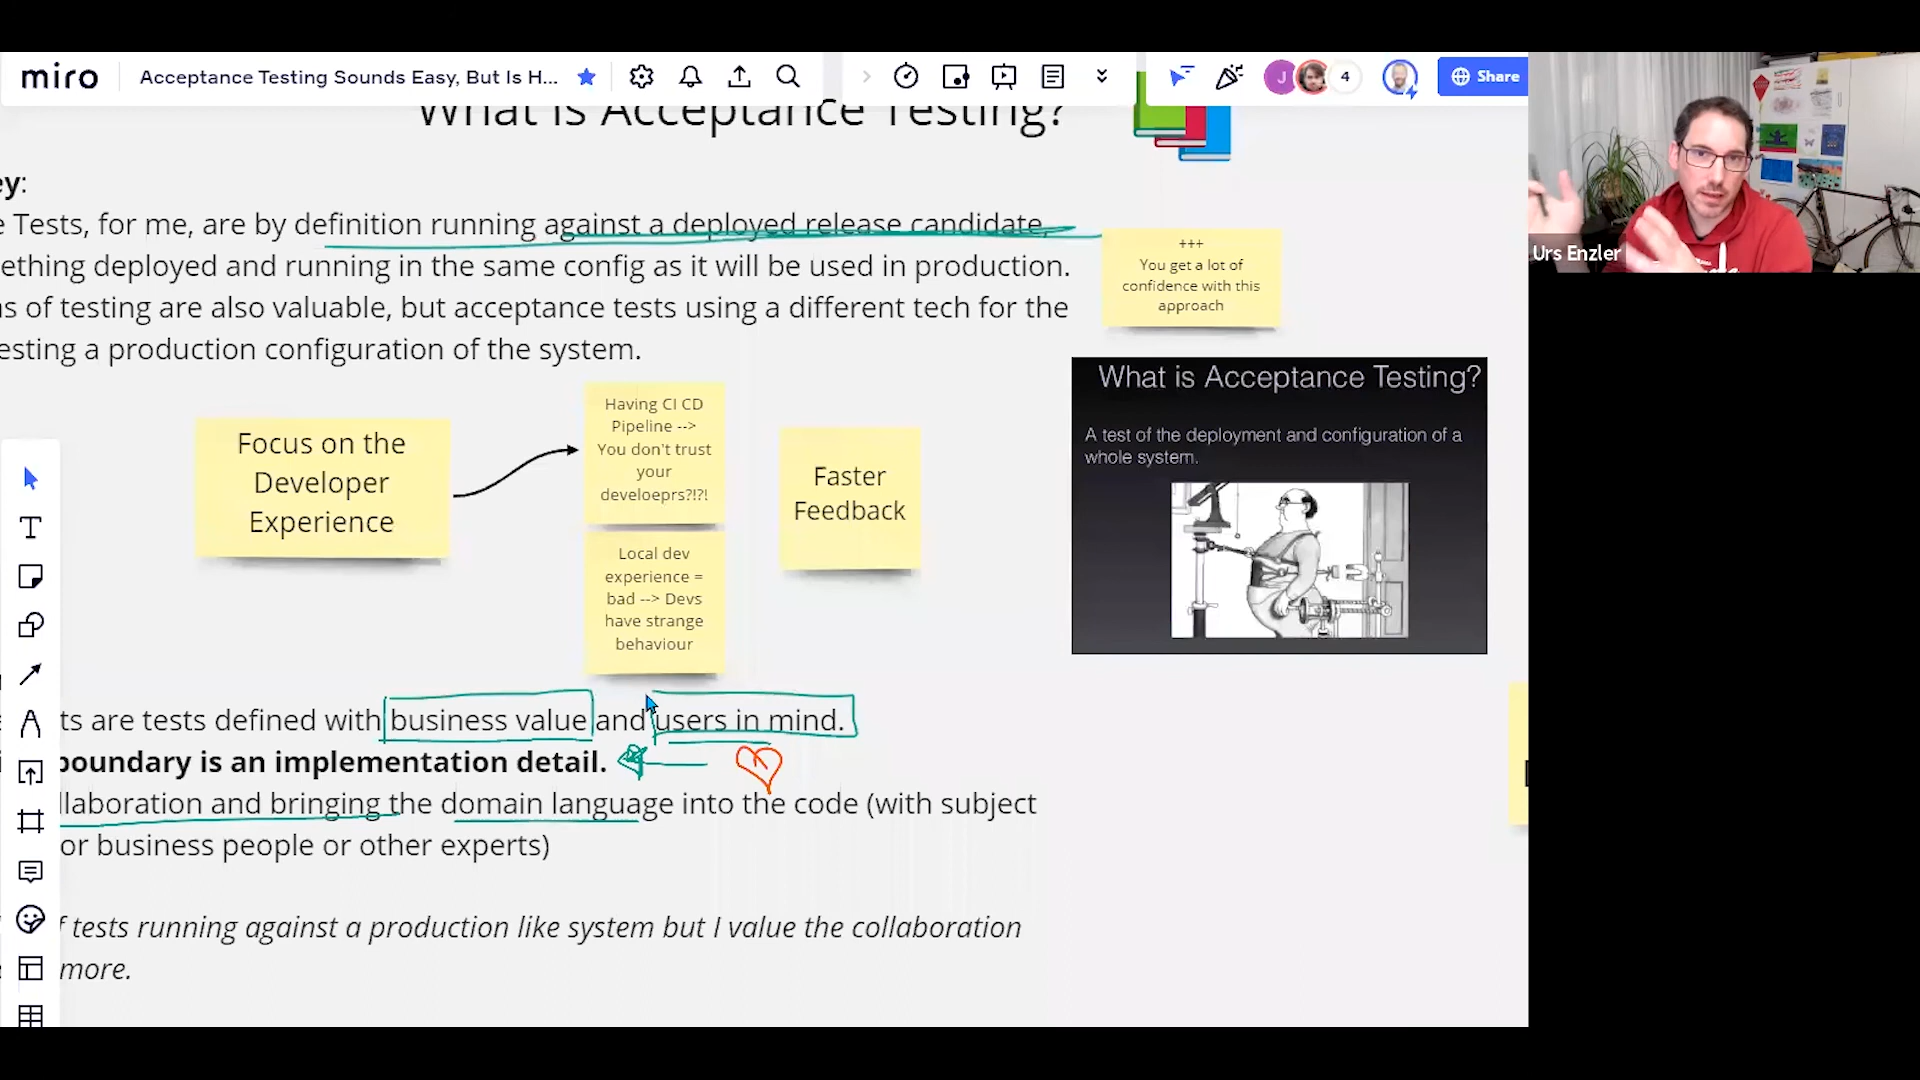 miro
Acceptance Testing Sounds Easy, But Is H...
J
4
Share
What is Acceptance Testing?
ey:
e Tests, for me, are by definition running against a deployed release candidate,
ething deployed and running in the same config as it will be used in production.
ns of testing are also valuable, but acceptance tests using a different tech for the
esting a production configuration of the system.
+++
You get a lot of
confidence with this
approach
Urs Enzler
What is Acceptance Testing?
A test of the deployment and configuration of a
whole system.
Focus on the
Developer
Experience
Having CI CD
Pipeline -->
You don't trust
your
develoeprs?!?!
Faster
Feedback
Local dev
experience =
bad --> Devs
have strange
behaviour
ts are tests defined with business value and users in mind.
boundary is an implementation detail.
llaboration and bringing the domain language into the code (with subject
or business people or other experts)
f tests running against a production like system but I value the collaboration
more.